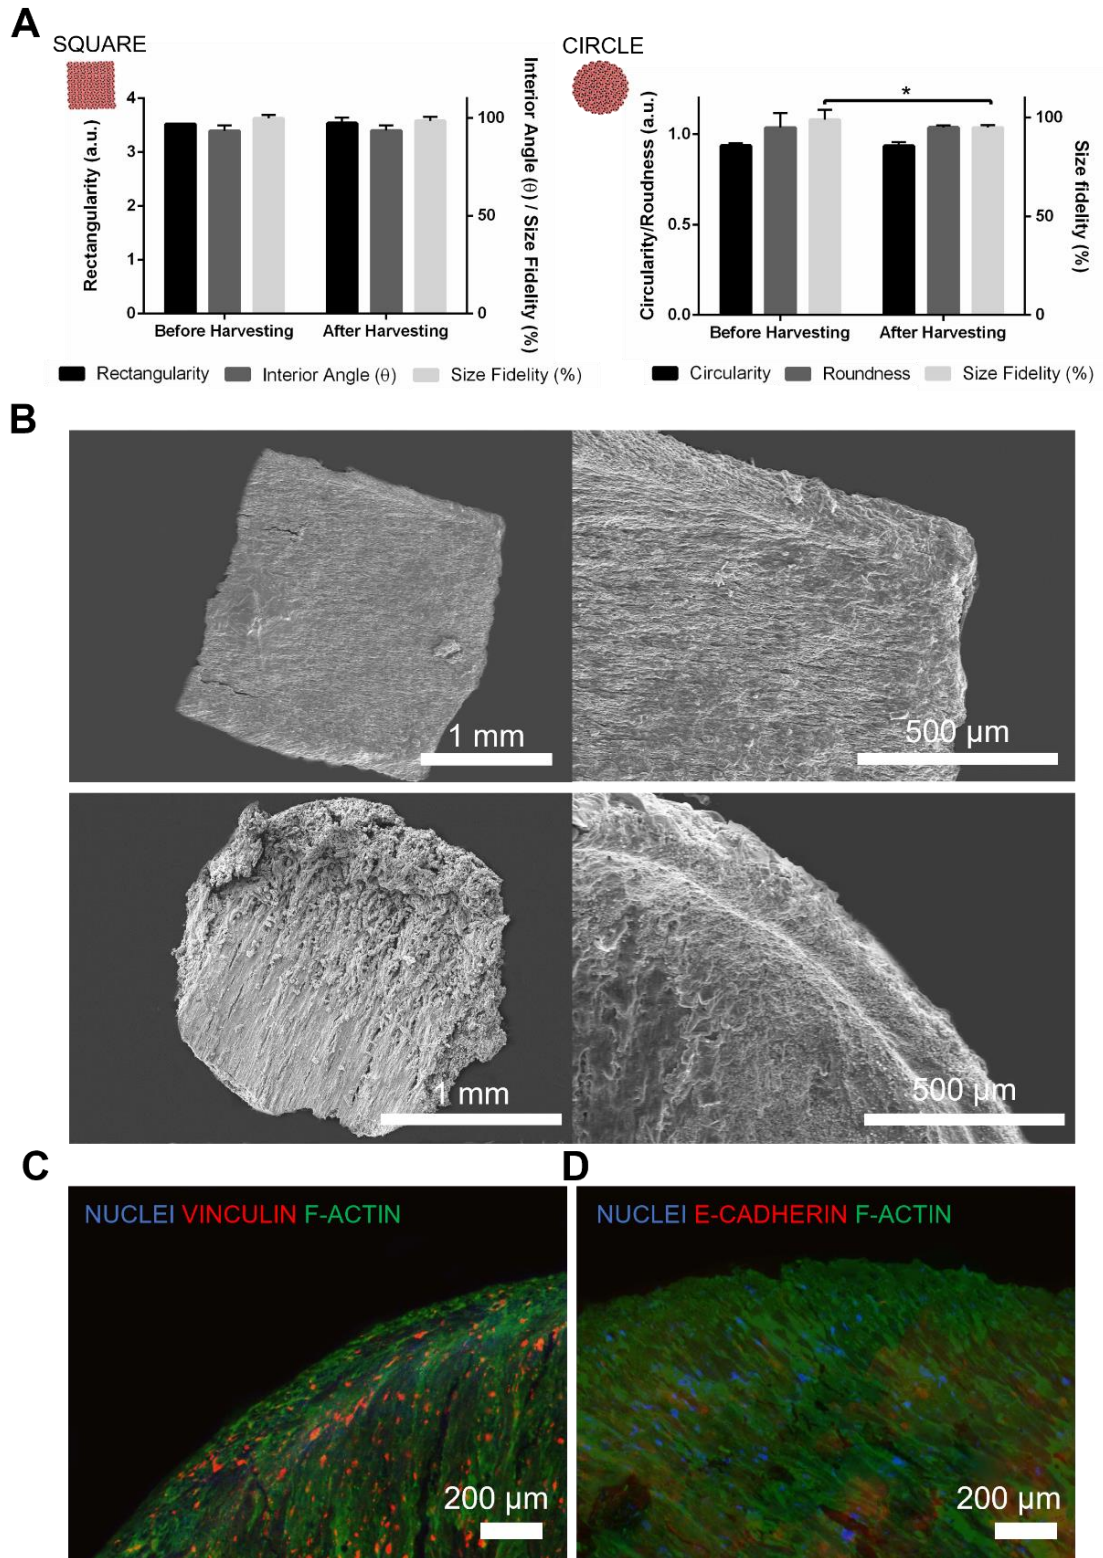 A
SQUARE
Rectangularity (a.u.)
4
3
2
1
0
100
50
0
Interior Angle (θ) / Size Fidelity (%)
Before Harvesting After Harvesting
Rectangularity Interior Angle (θ) Size Fidelity (%)
CIRCLE
Circularity/Roudness (a.u.)
1.0
0.5
0.0
*
100
50
0
Size fidelity (%)
Before Harvesting After Harvesting
Circularity Roundness Size Fidelity (%)
B
1 mm
500 µm
1 mm
500 µm
C
NUCLEI VINCULIN F-ACTIN
200 µm
D
NUCLEI E-CADHERIN F-ACTIN
200 µm